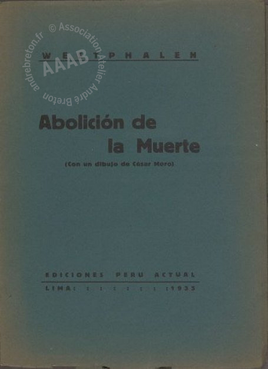 © Association Atelier André Breton
andrebreton.fr
AAAB
WESTPHALEN
Abolición de
la Muerte
(Con un dibujo de César Moro)
EDICIONES PERU ACTUAL
LIMA: : : : : : :1935